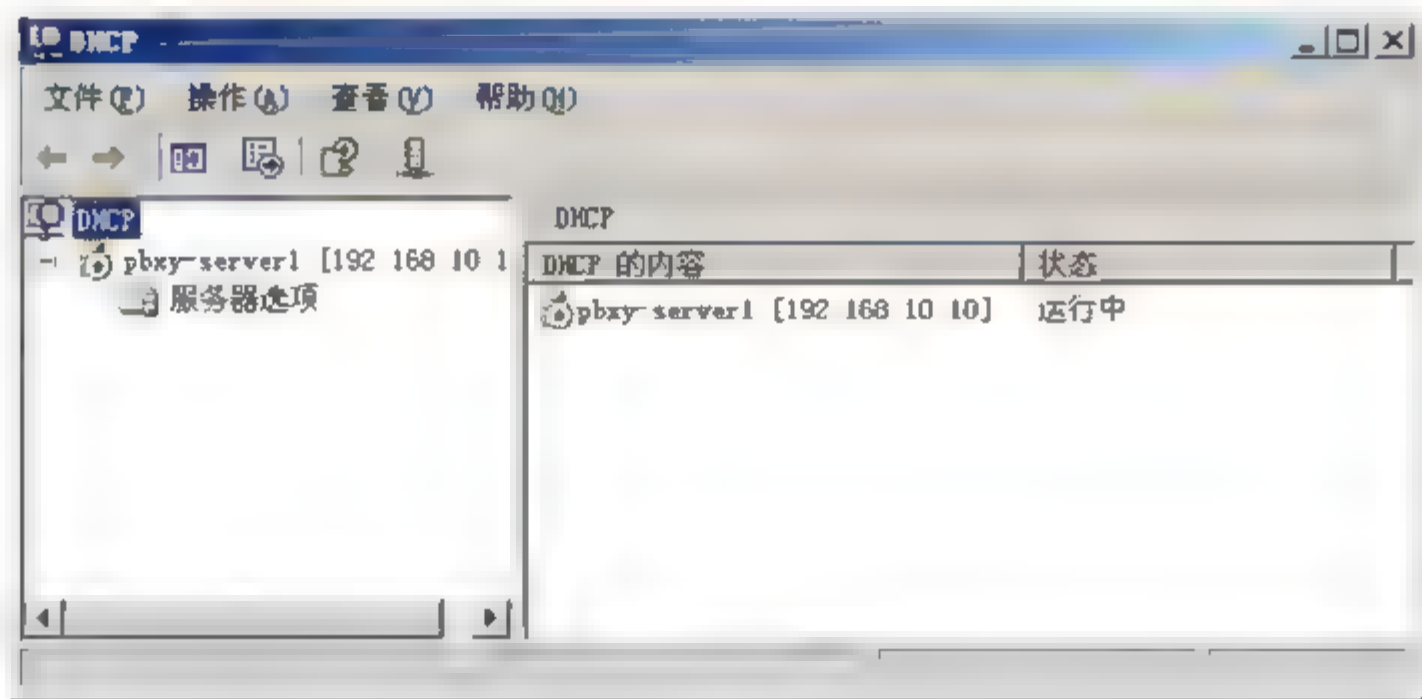 DHCP
文件(F) 操作(A) 查看(V) 帮助(H)
DHCP
pbxy-server1 [192 168 10 1
服务器选项
DHCP
DHCP 的内容 状态
pbxy-server1 [192 168 10 10] 运行中